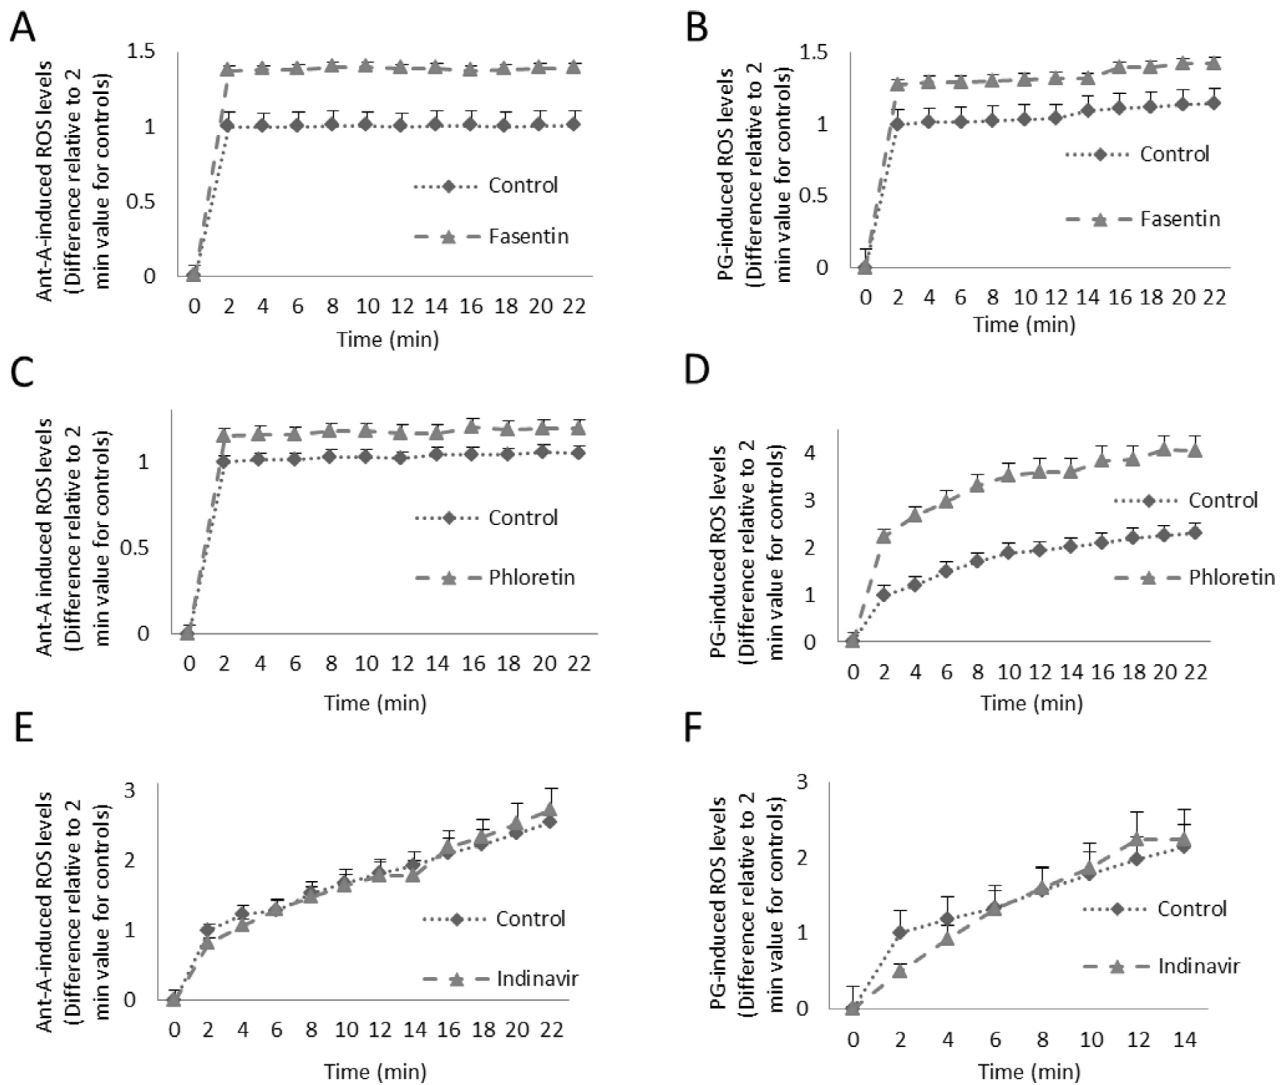 A
Ant-A-induced ROS levels
(Difference relative to 2
min value for controls)
1.5
1
0.5
0
Control
Fasentin
0 2 4 6 8 10 12 14 16 18 20 22
Time (min)
B
PG-induced ROS levels
(Difference relative to 2
min value for controls)
1.5
1
0.5
0
Control
Fasentin
0 2 4 6 8 10 12 14 16 18 20 22
Time (min)
C
Ant-A induced ROS levels
(Difference relative to 2
min value for controls)
1
0.5
0
Control
Phloretin
0 2 4 6 8 10 12 14 16 18 20 22
Time (min)
D
PG-induced ROS levels
(Difference relative to 2
min value for controls)
4
3
2
1
0
Control
Phloretin
0 2 4 6 8 10 12 14 16 18 20 22
Time (min)
E
Ant-A-induced ROS levels
(Difference relative to 2
min value for controls)
3
2
1
0
Control
Indinavir
0 2 4 6 8 10 12 14 16 18 20 22
Time (min)
F
PG-induced ROS levels
(Difference relative to 2
min value for controls)
3
2
1
0
Control
Indinavir
0 2 4 6 8 10 12 14
Time (min)